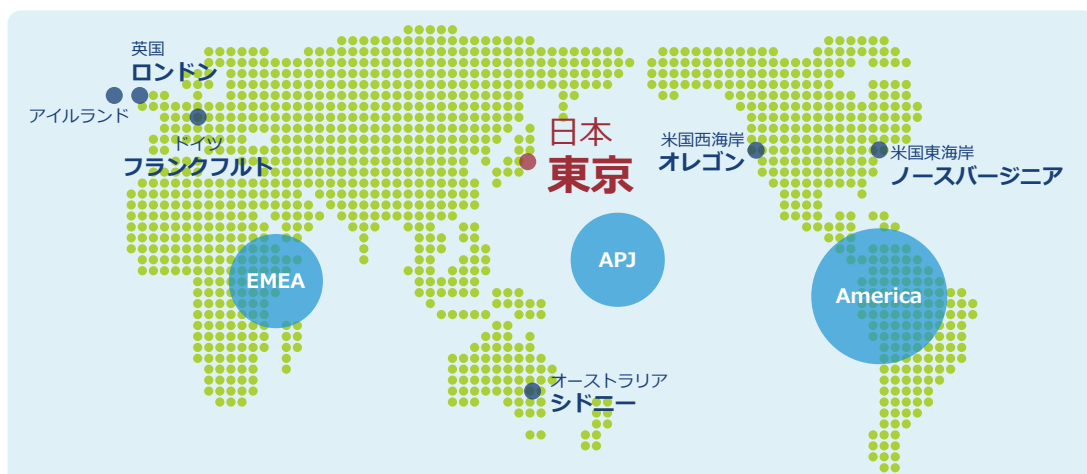 英国
ロンドン
アイルランド
ドイツ
フランクフルト
日本
東京
米国西海岸
オレゴン
米国東海岸
ノースバージニア
EMEA
APJ
America
オーストラリア
シドニー